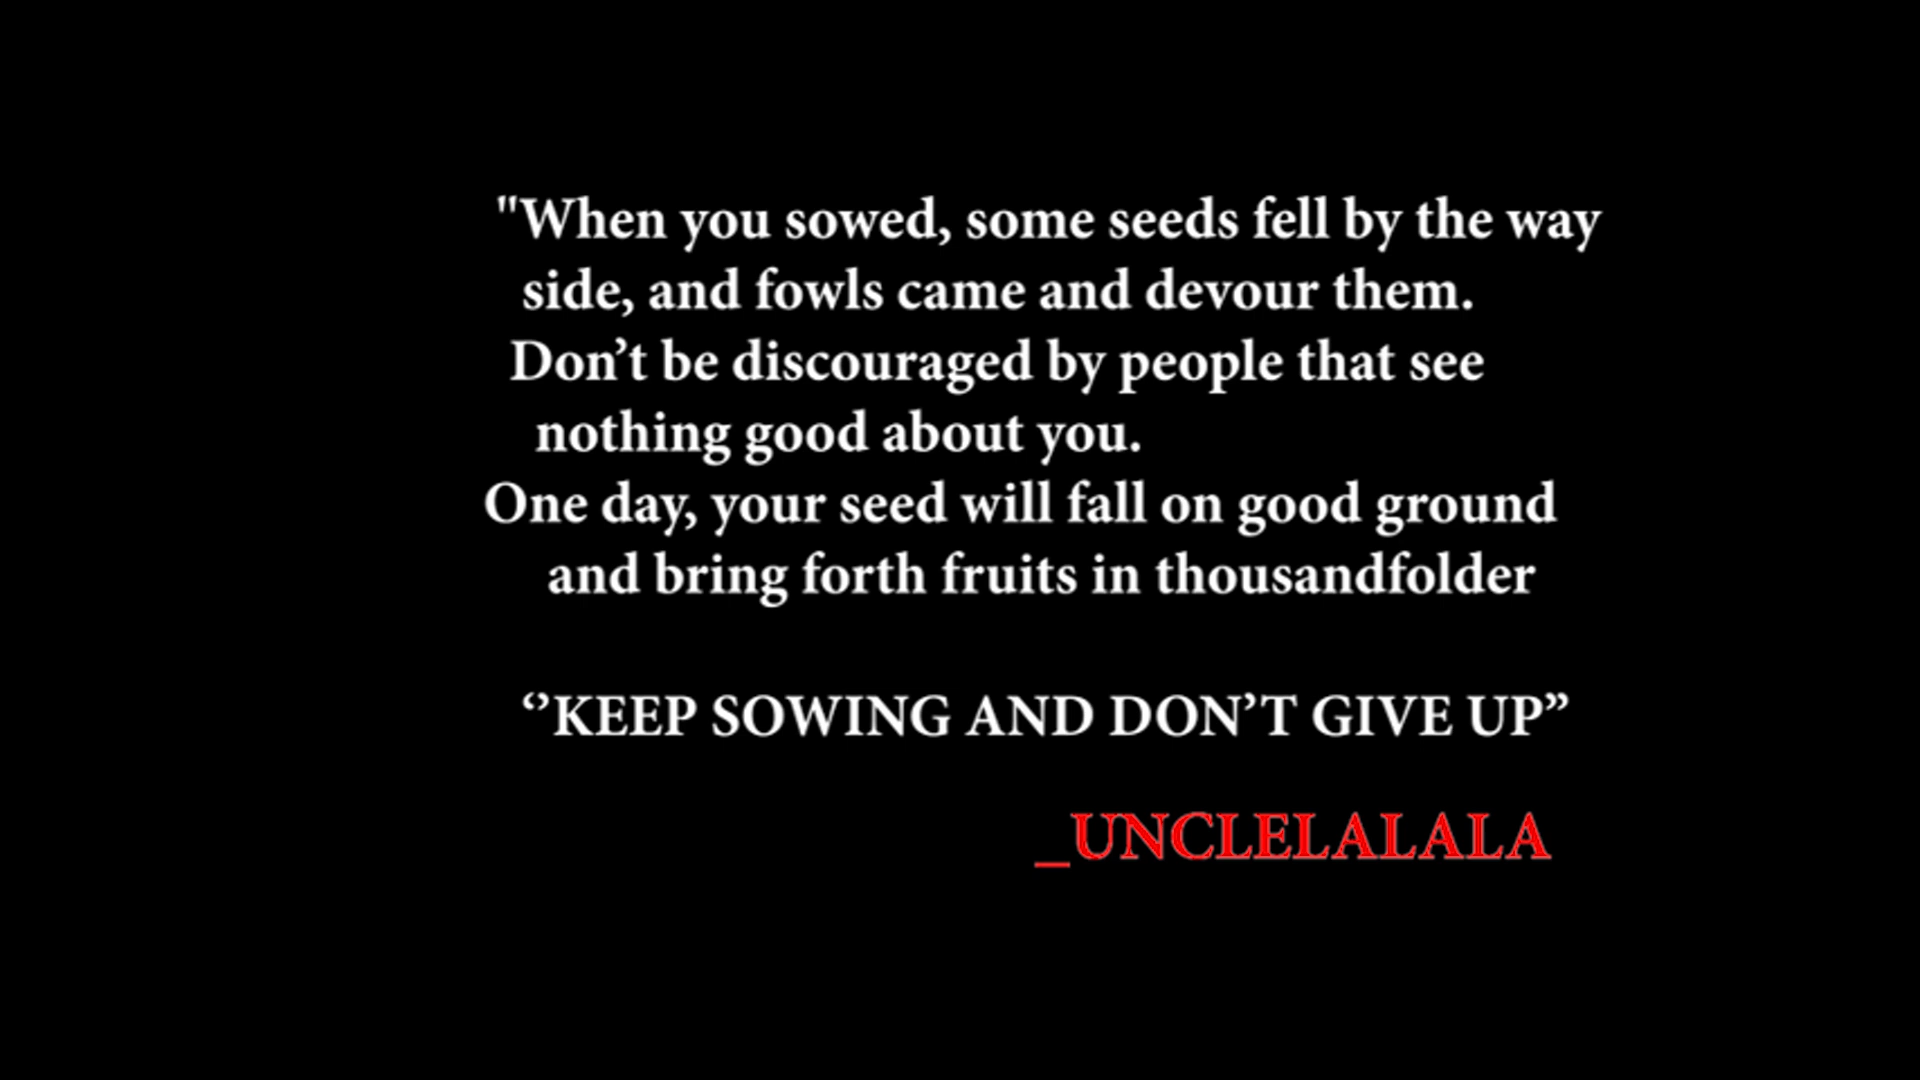 "When you sowed, some seeds fell by the way
side, and fowls came and devour them.
Don’t be discouraged by people that see
nothing good about you.
One day, your seed will fall on good ground
and bring forth fruits in thousandfolder
‘’KEEP SOWING AND DON’T GIVE UP”
_UNCLELALALA